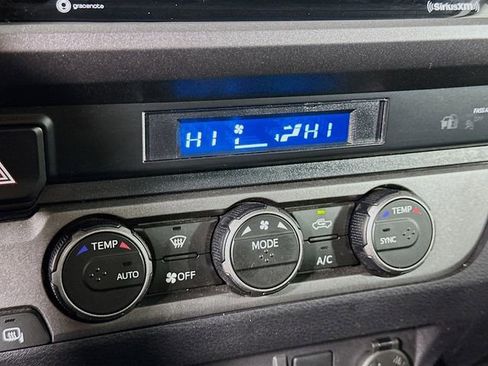 gracenote
SiriusXM
HI HI
TEMP
AUTO
OFF
MODE
A/C
TEMP
SYNC